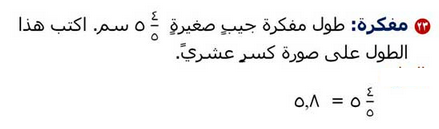 ٢٣ مفكرة: طول مفكرة جيبٍ صغيرةٍ ٥ ٤/٥ سم. اكتب هذا
الطول على صورة كسرٍ عشريٍّ.
٥ ٤/٥ = ٥,٨